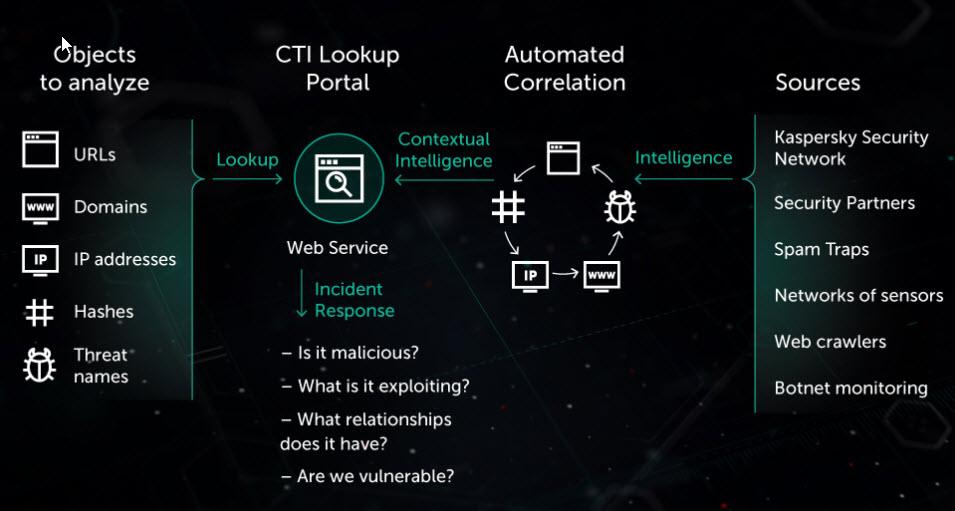 Objects
to analyze
URLs
www
Domains
IP
IP addresses
Hashes
Threat
names
Lookup
CTI Lookup
Portal
Web Service
Incident
Response
– Is it malicious?
– What is it exploiting?
– What relationships
does it have?
– Are we vulnerable?
Contextual
Intelligence
Automated
Correlation
IP
www
Intelligence
Sources
Kaspersky Security
Network
Security Partners
Spam Traps
Networks of sensors
Web crawlers
Botnet monitoring